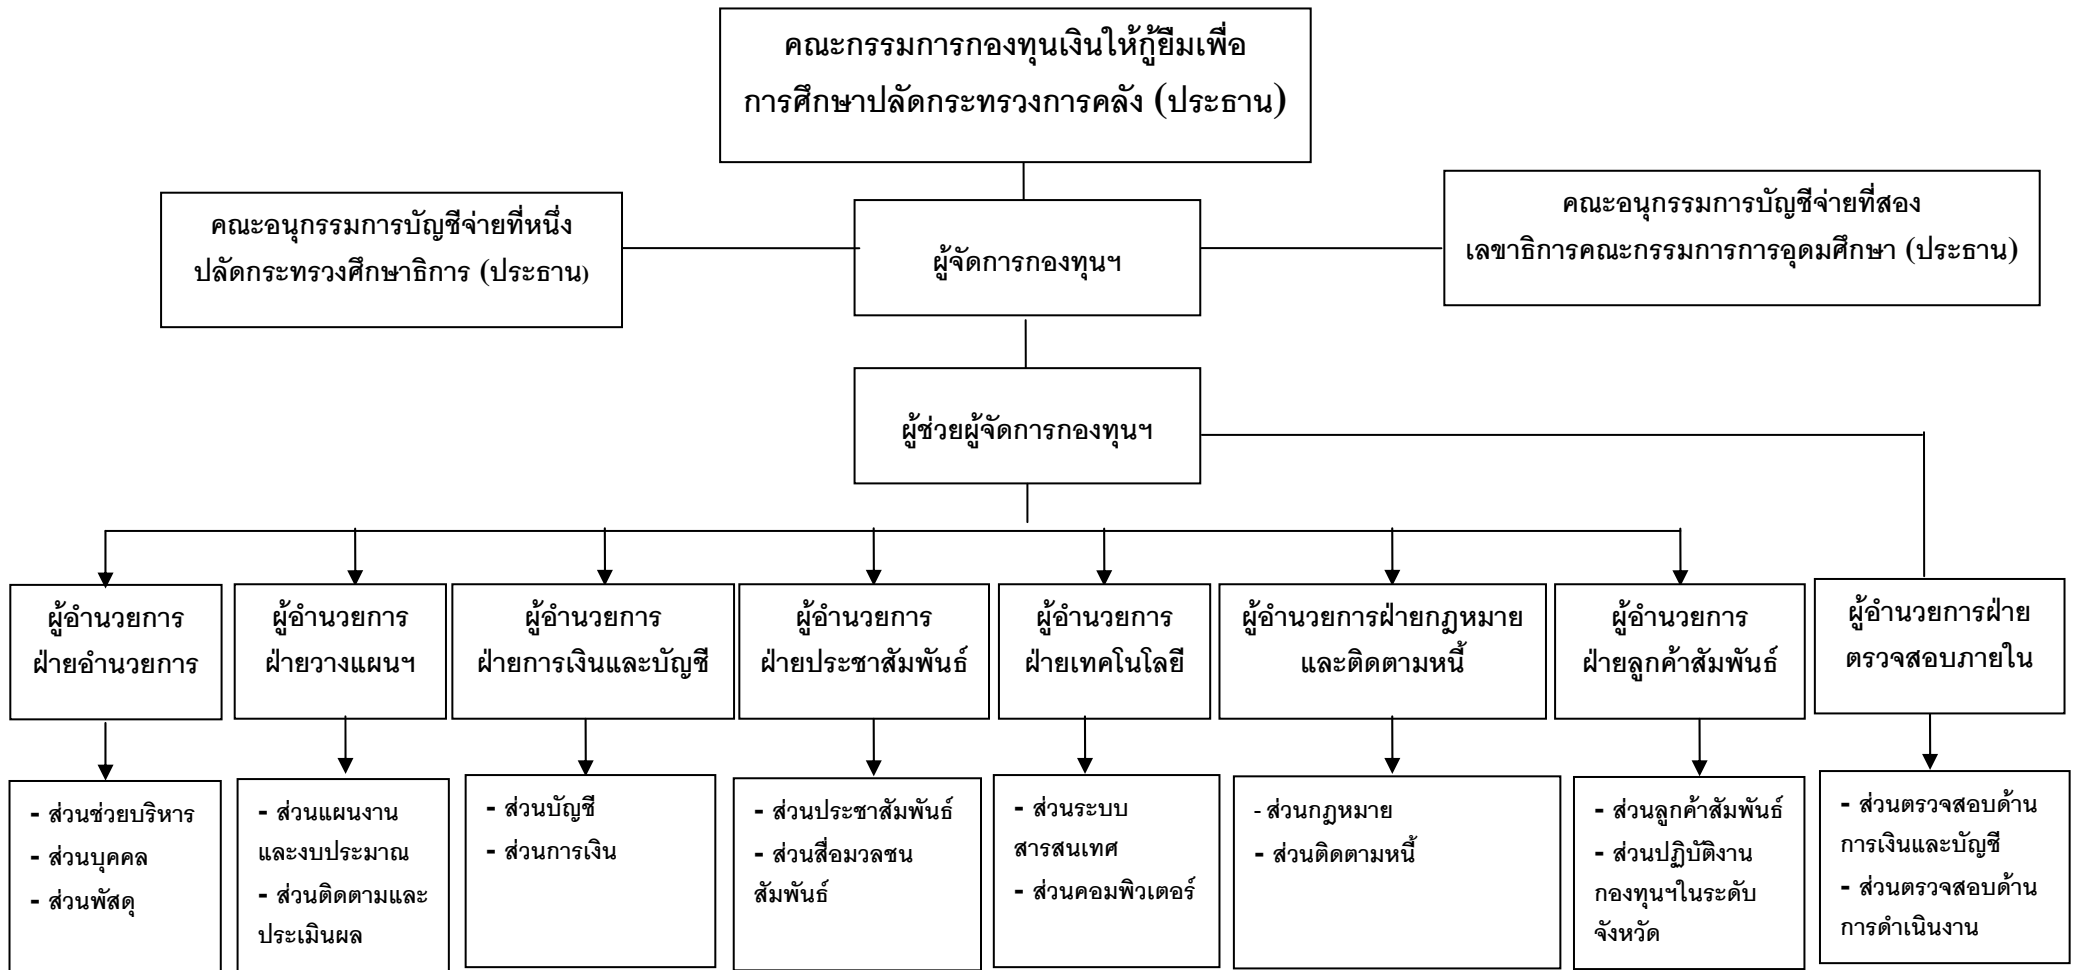 คณะกรรมการกองทุนเงินให้กู้ยืมเพื่อ
การศึกษาปลัดกระทรวงการคลัง (ประธาน)
คณะอนุกรรมการบัญชีจ่ายที่หนึ่ง
ปลัดกระทรวงศึกษาธิการ (ประธาน)
ผู้จัดการกองทุนฯ
คณะอนุกรรมการบัญชีจ่ายที่สอง
เลขาธิการคณะกรรมการการอุดมศึกษา (ประธาน)
ผู้ช่วยผู้จัดการกองทุนฯ
ผู้อำนวยการ
ฝ่ายอำนวยการ
ผู้อำนวยการ
ฝ่ายวางแผนฯ
ผู้อำนวยการ
ฝ่ายการเงินและบัญชี
ผู้อำนวยการ
ฝ่ายประชาสัมพันธ์
ผู้อำนวยการ
ฝ่ายเทคโนโลยี
ผู้อำนวยการฝ่ายกฎหมาย
และติดตามหนี้
ผู้อำนวยการ
ฝ่ายลูกค้าสัมพันธ์
ผู้อำนวยการฝ่าย
ตรวจสอบภายใน
- ส่วนช่วยบริหาร
- ส่วนบุคคล
- ส่วนพัสดุ
- ส่วนแผนงาน
และงบประมาณ
- ส่วนติดตามและ
ประเมินผล
- ส่วนบัญชี
- ส่วนการเงิน
- ส่วนประชาสัมพันธ์
- ส่วนสื่อมวลชน
สัมพันธ์
- ส่วนระบบ
สารสนเทศ
- ส่วนคอมพิวเตอร์
- ส่วนกฎหมาย
- ส่วนติดตามหนี้
- ส่วนลูกค้าสัมพันธ์
- ส่วนปฏิบัติงาน
กองทุนฯในระดับ
จังหวัด
- ส่วนตรวจสอบด้าน
การเงินและบัญชี
- ส่วนตรวจสอบด้าน
การดำเนินงาน